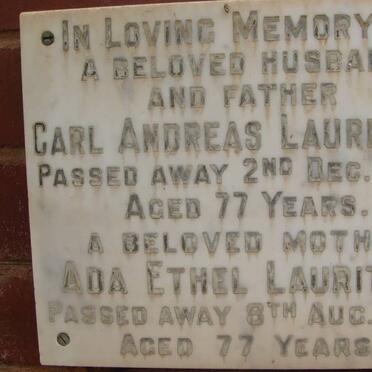 IN LOVING MEMORY
A BELOVED HUSBA
AND FATHER
CARL ANDREAS LAURI
PASSED AWAY 2ND DEC.
AGED 77 YEARS.
A BELOVED MOTH
ADA ETHEL LAURIT
PASSED AWAY 8TH AUG.
AGED 77 YEARS